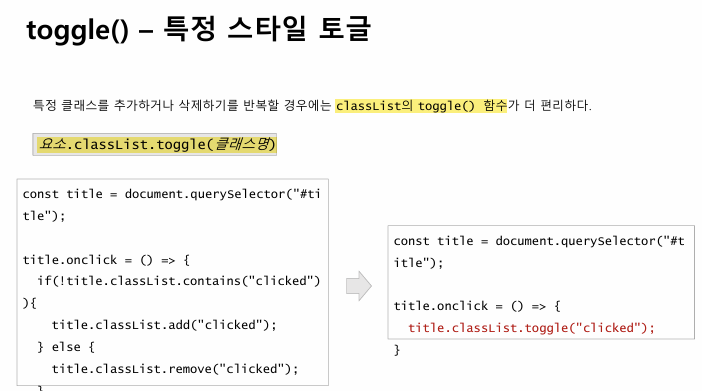 toggle() – 특정 스타일 토글
특정 클래스를 추가하거나 삭제하기를 반복할 경우에는 classList의 toggle() 함수가 더 편리하다.
요소.classList.toggle(클래스명)
const title = document.querySelector("#ti
tle");
title.onclick = () => {
if(!title.classList.contains("clicked")
){
title.classList.add("clicked");
} else {
title.classList.remove("clicked");
}
const title = document.querySelector("#t
itle");
title.onclick = () => {
title.classList.toggle("clicked");
}